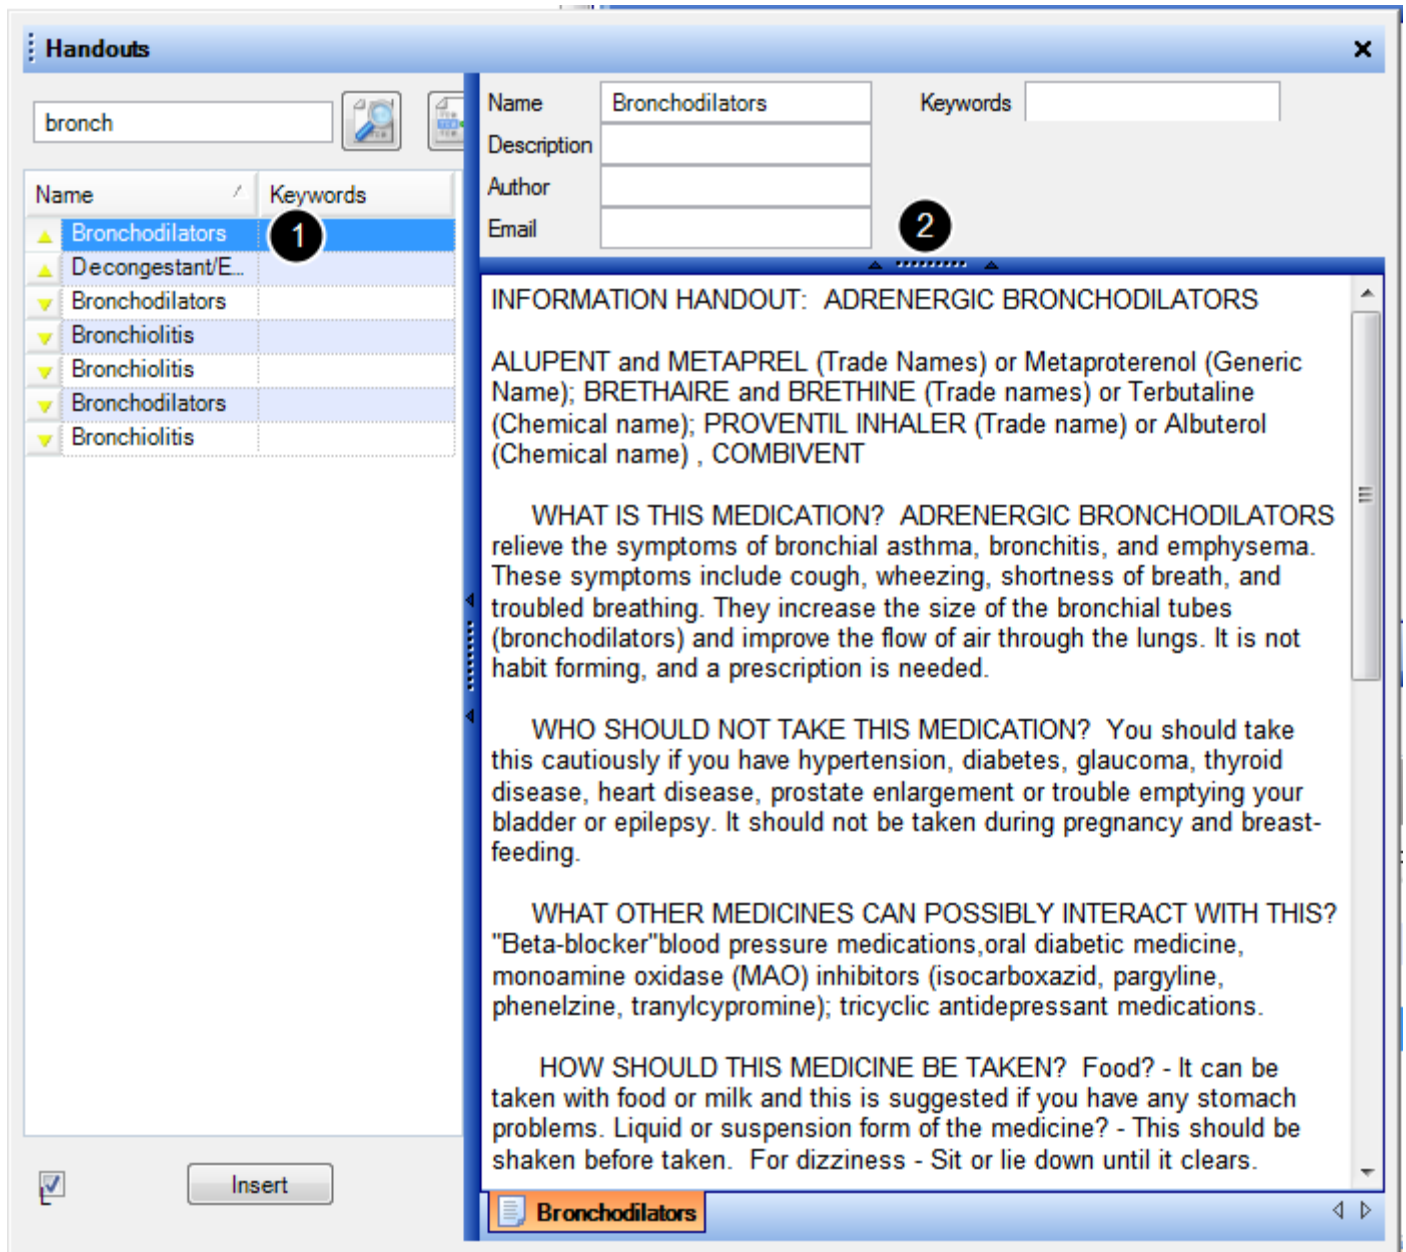 Handouts
bronch
Name Keywords
Bronchodilators 1
Decongestant/E...
Bronchodilators
Bronchiolitis
Bronchiolitis
Bronchodilators
Bronchiolitis
Insert
Name Bronchodilators Keywords
Description
Author
Email
2
INFORMATION HANDOUT:  ADRENERGIC BRONCHODILATORS
ALUPENT and METAPREL (Trade Names) or Metaproterenol (Generic
Name); BRETHAIRE and BRETHINE (Trade names) or Terbutaline
(Chemical name); PROVENTIL INHALER (Trade name) or Albuterol
(Chemical name) , COMBIVENT
WHAT IS THIS MEDICATION?  ADRENERGIC BRONCHODILATORS
relieve the symptoms of bronchial asthma, bronchitis, and emphysema.
These symptoms include cough, wheezing, shortness of breath, and
troubled breathing. They increase the size of the bronchial tubes
(bronchodilators) and improve the flow of air through the lungs. It is not
habit forming, and a prescription is needed.
WHO SHOULD NOT TAKE THIS MEDICATION?  You should take
this cautiously if you have hypertension, diabetes, glaucoma, thyroid
disease, heart disease, prostate enlargement or trouble emptying your
bladder or epilepsy. It should not be taken during pregnancy and breast-
feeding.
WHAT OTHER MEDICINES CAN POSSIBLY INTERACT WITH THIS?
"Beta-blocker"blood pressure medications,oral diabetic medicine,
monoamine oxidase (MAO) inhibitors (isocarboxazid, pargyline,
phenelzine, tranylcypromine); tricyclic antidepressant medications.
HOW SHOULD THIS MEDICINE BE TAKEN?  Food? - It can be
taken with food or milk and this is suggested if you have any stomach
problems. Liquid or suspension form of the medicine? - This should be
shaken before taken.  For dizziness - Sit or lie down until it clears.
Bronchodilators